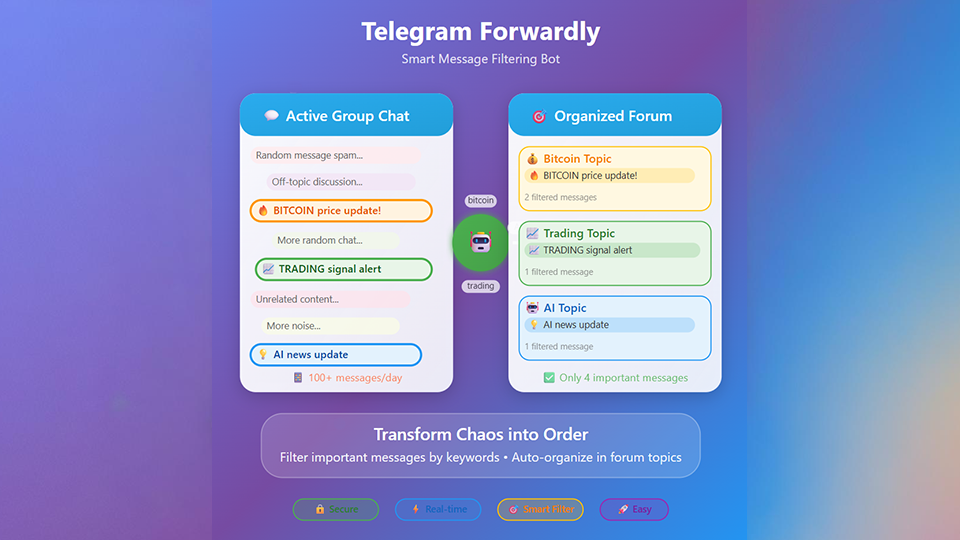 Telegram Forwardly
Smart Message Filtering Bot
💬 Active Group Chat
Random message spam...
Off-topic discussion...
🔥 BITCOIN price update!
More random chat...
📈 TRADING signal alert
Unrelated content...
More noise...
💡 AI news update
📱 100+ messages/day
bitcoin
trading
🎯 Organized Forum
💰 Bitcoin Topic
🔥 BITCOIN price update!
2 filtered messages
📈 Trading Topic
📈 TRADING signal alert
1 filtered message
🤖 AI Topic
💡 AI news update
1 filtered message
✅ Only 4 important messages
Transform Chaos into Order
Filter important messages by keywords • Auto-organize in forum topics
🔒 Secure
⚡ Real-time
🎯 Smart Filter
🚀 Easy